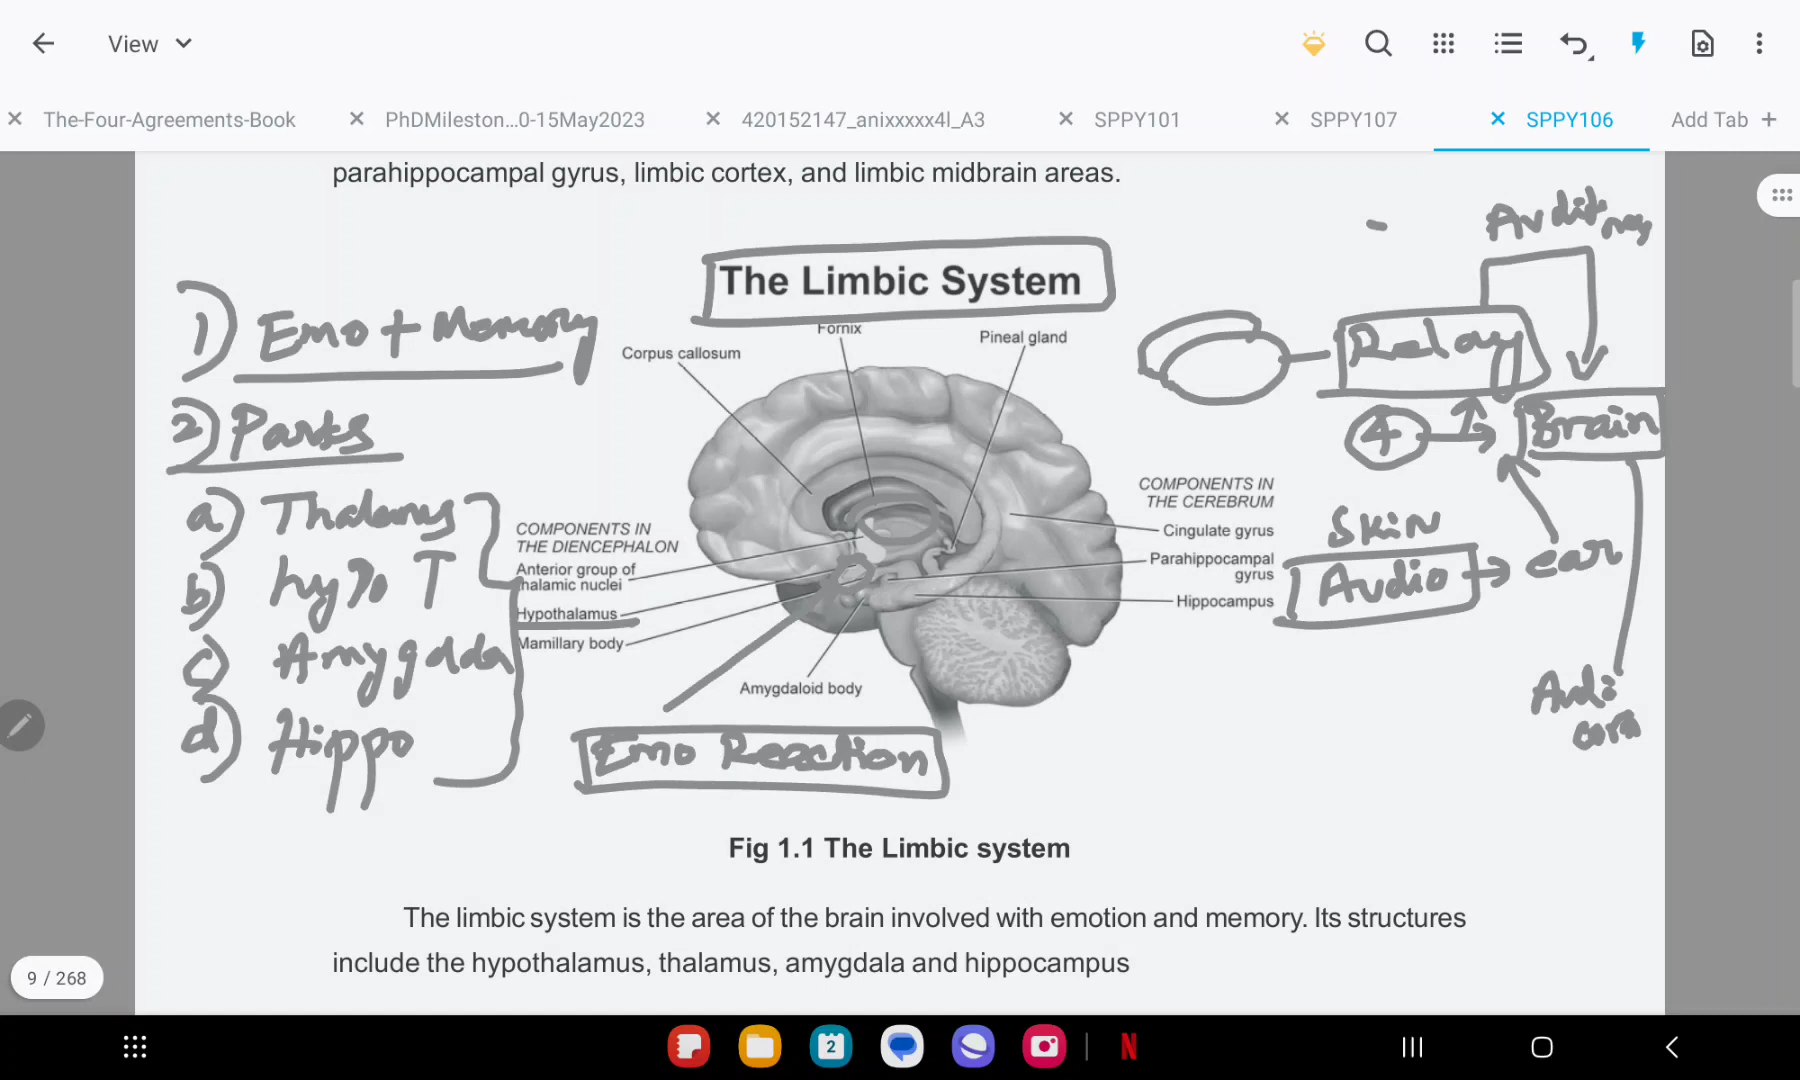 View
The-Four-Agreements-Book
PhDMileston...0-15May2023
420152147_anixxxxx4l_A3
SPPY101
SPPY107
SPPY106
Add Tab +
parahippocampal gyrus, limbic cortex, and limbic midbrain areas.
The Limbic System
Fornix
Pineal gland
Corpus callosum
COMPONENTS IN
THE DIENCEPHALON
Anterior group of
thalamic nuclei
Hypothalamus
Mamillary body
Amygdaloid body
COMPONENTS IN
THE CEREBRUM
Cingulate gyrus
Parahippocampal
gyrus
Hippocampus
1) Emo + Memory
2) Parts
a) Thalamus
b) hypo T
c) Amygdala
d) Hippo
Emo Reaction
Relay
4
Brain
Skin
Audio → ear
Fig 1.1 The Limbic system
The limbic system is the area of the brain involved with emotion and memory. Its structures
include the hypothalamus, thalamus, amygdala and hippocampus
9 / 268
2
N